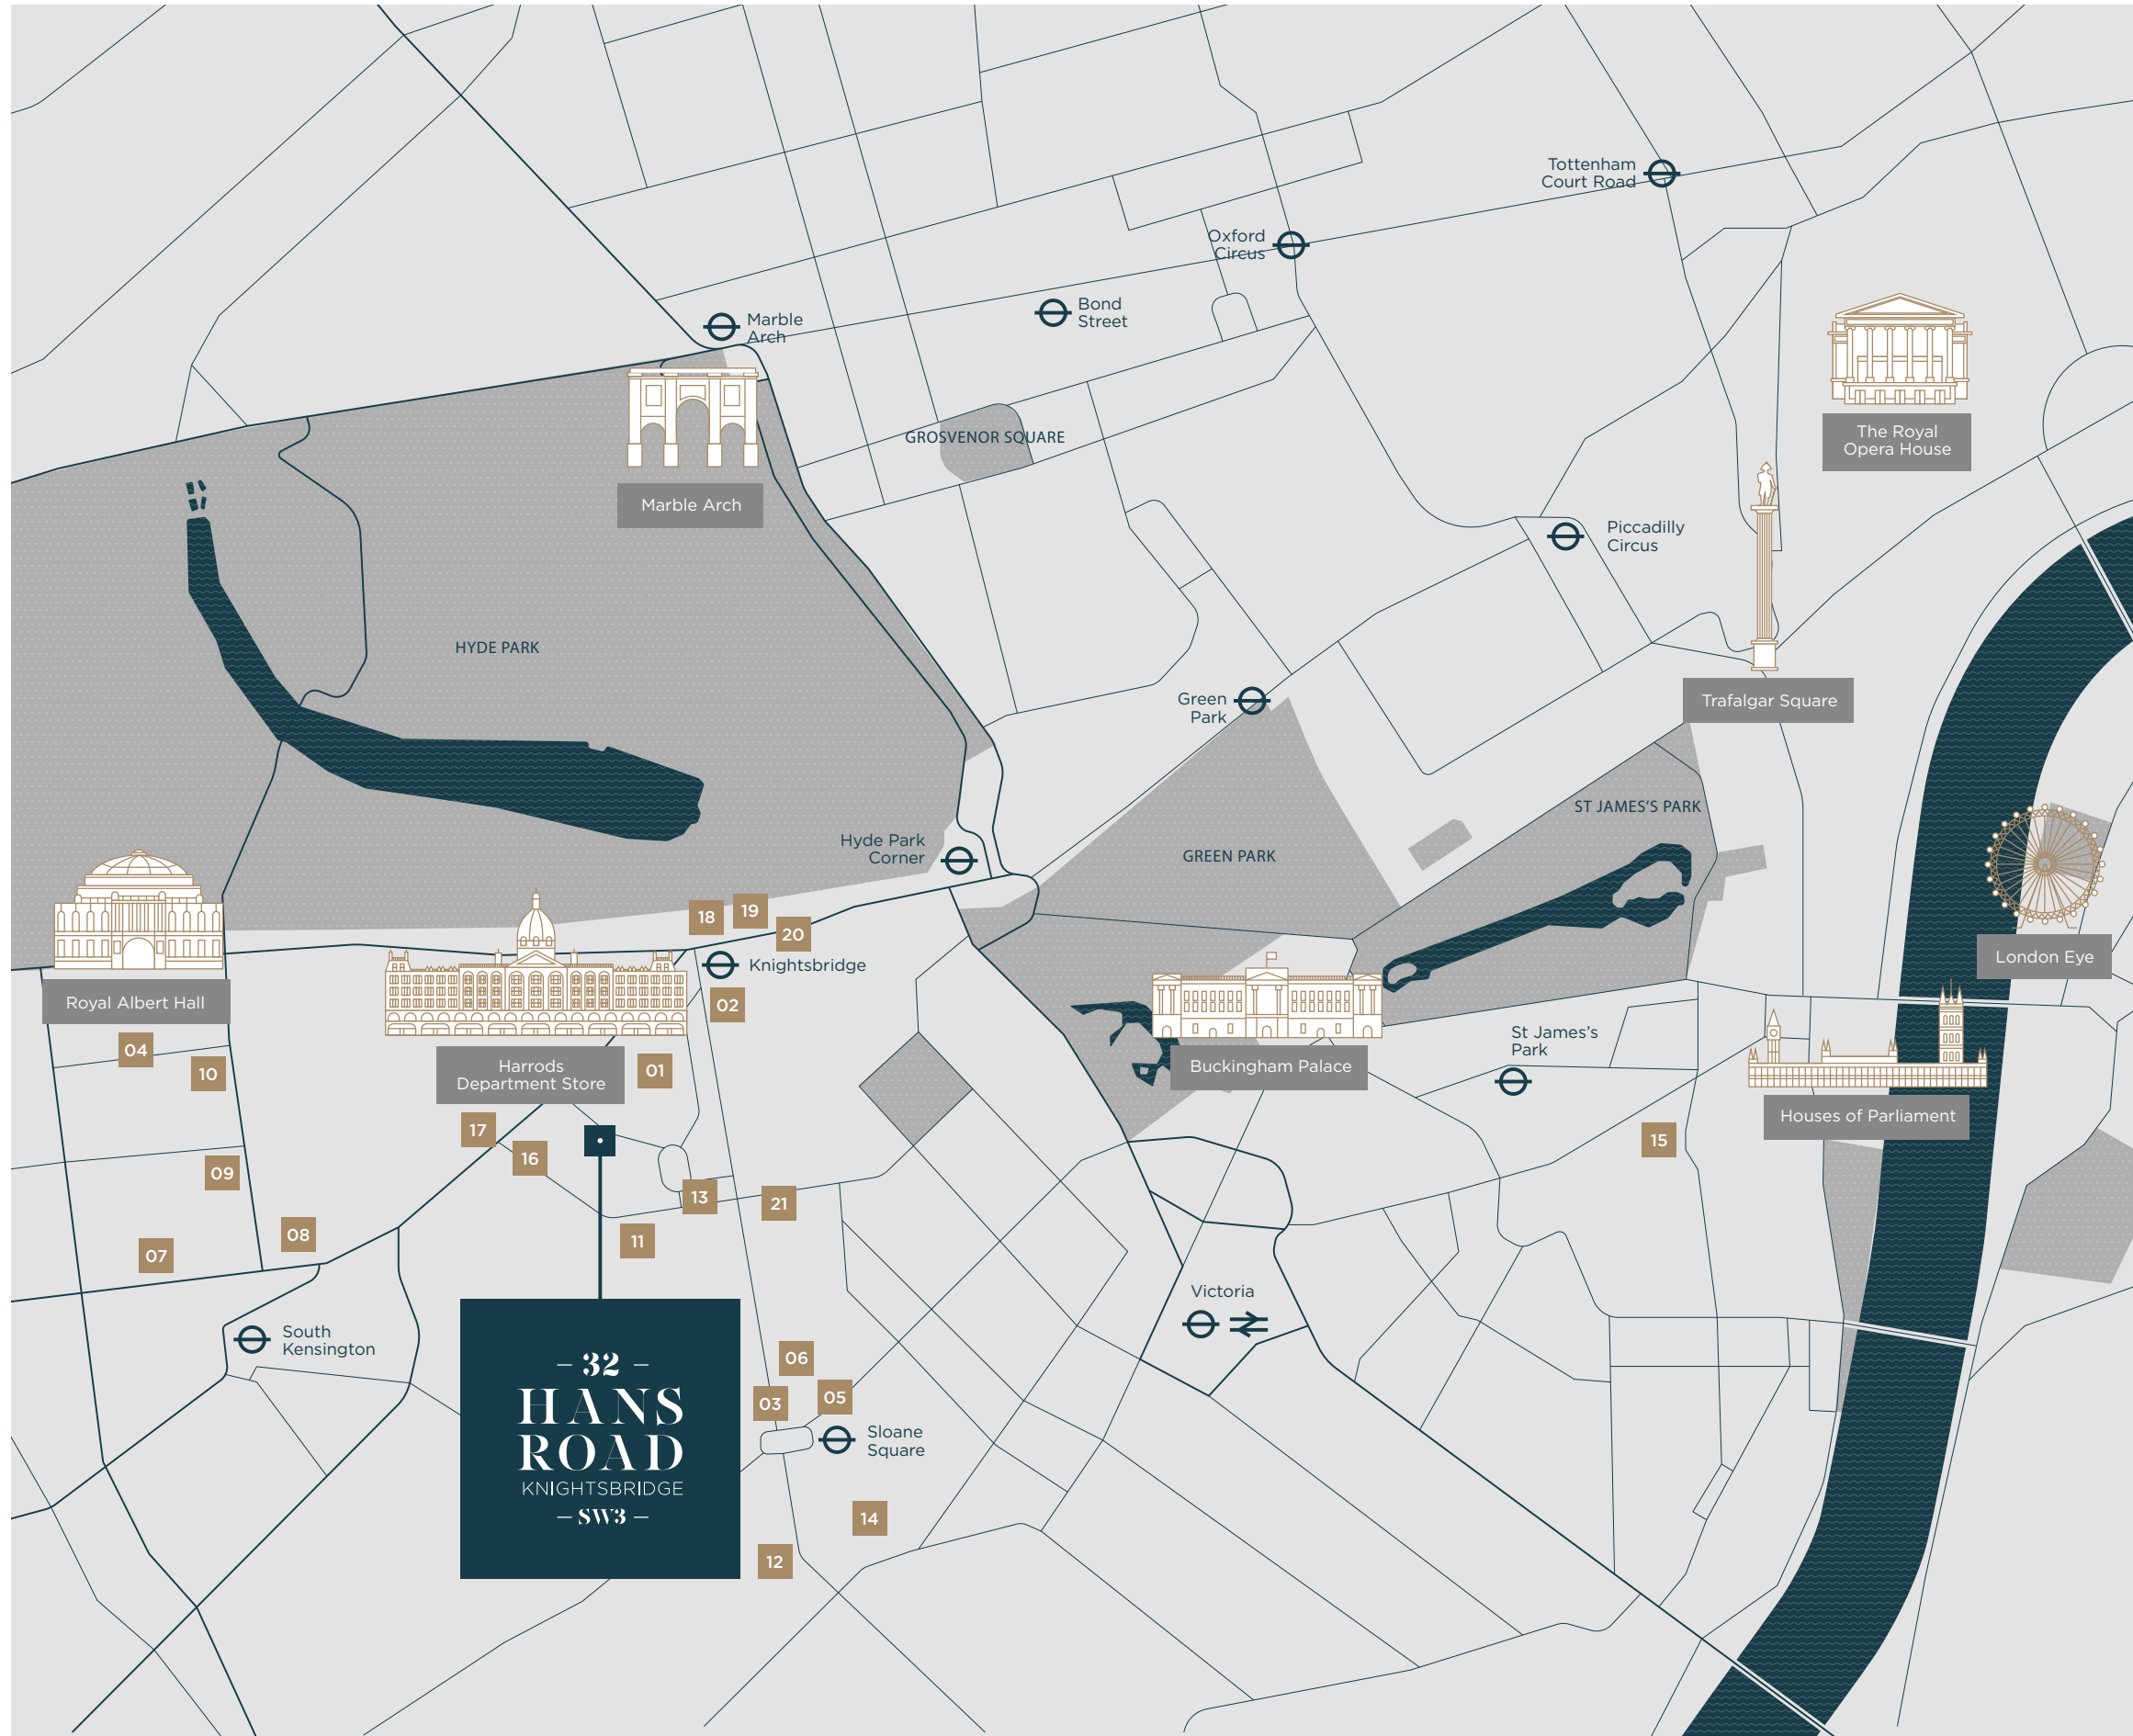 Tottenham
Court Road
Oxford
Circus
Bond
Street
Marble
Arch
The Royal
Opera House
GROSVENOR SQUARE
Marble Arch
Piccadilly
Circus
HYDE PARK
Green
Park
Trafalgar Square
ST JAMES'S PARK
Hyde Park
Corner
GREEN PARK
18
19
20
Knightsbridge
London Eye
Royal Albert Hall
02
04
10
Harrods
Department Store
01
Buckingham Palace
St James's
Park
Houses of Parliament
17
16
15
09
13
21
08
07
11
Victoria
South
Kensington
06
03
05
Sloane
Square
– 32 –
HANS
ROAD
KNIGHTSBRIDGE
– SW3 –
14
12